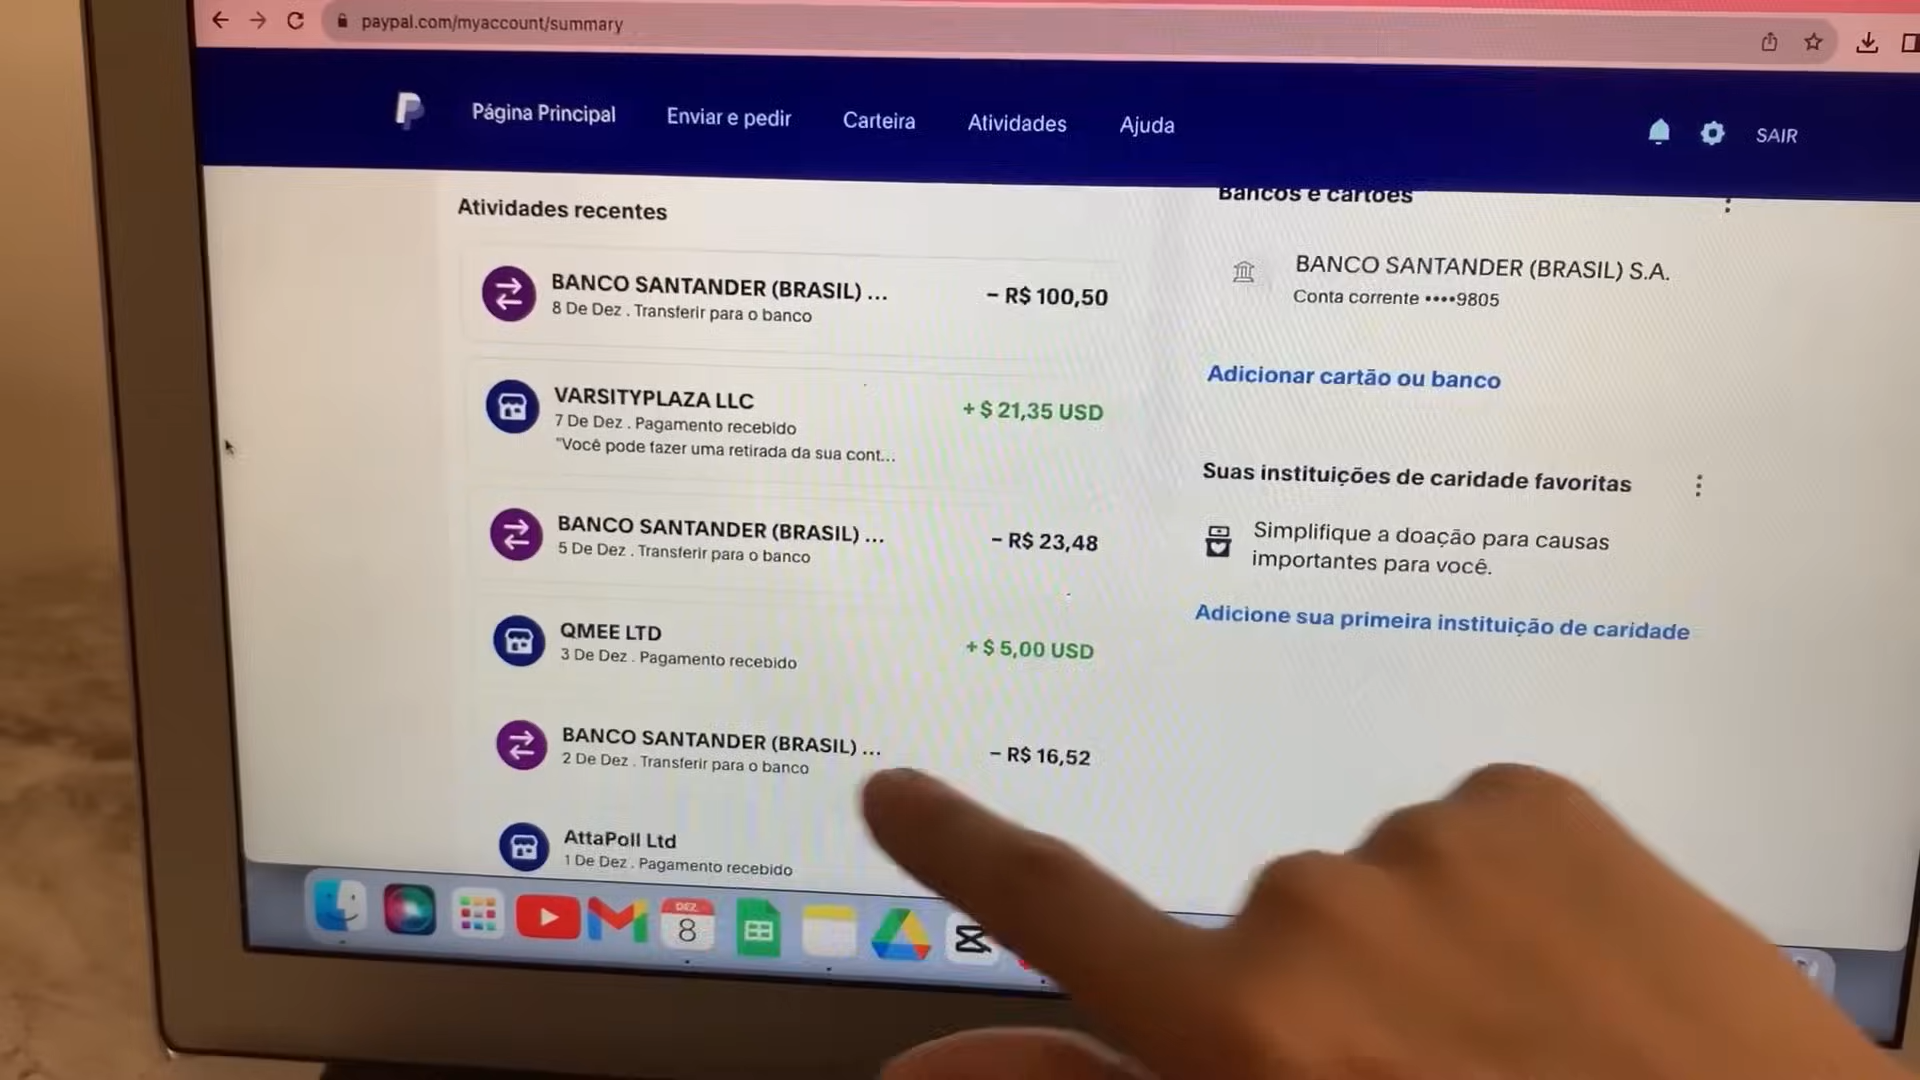 paypal.com/myaccount/summary
Página Principal
Enviar e pedir
Carteira
Atividades
Ajuda
SAIR
Atividades recentes
BANCO SANTANDER (BRASIL) ...
8 De Dez . Transferir para o banco
- R$ 100,50
VARSITYPLAZA LLC
7 De Dez . Pagamento recebido
"Você pode fazer uma retirada da sua cont...
+ $ 21,35 USD
BANCO SANTANDER (BRASIL) ...
5 De Dez . Transferir para o banco
- R$ 23,48
QMEE LTD
3 De Dez . Pagamento recebido
+ $ 5,00 USD
BANCO SANTANDER (BRASIL) ...
2 De Dez . Transferir para o banco
- R$ 16,52
AttaPoll Ltd
1 De Dez . Pagamento recebido
Bancos e cartões
BANCO SANTANDER (BRASIL) S.A.
Conta corrente ••••9805
Adicionar cartão ou banco
Suas instituições de caridade favoritas
Simplifique a doação para causas
importantes para você.
Adicione sua primeira instituição de caridade
DEZ
8